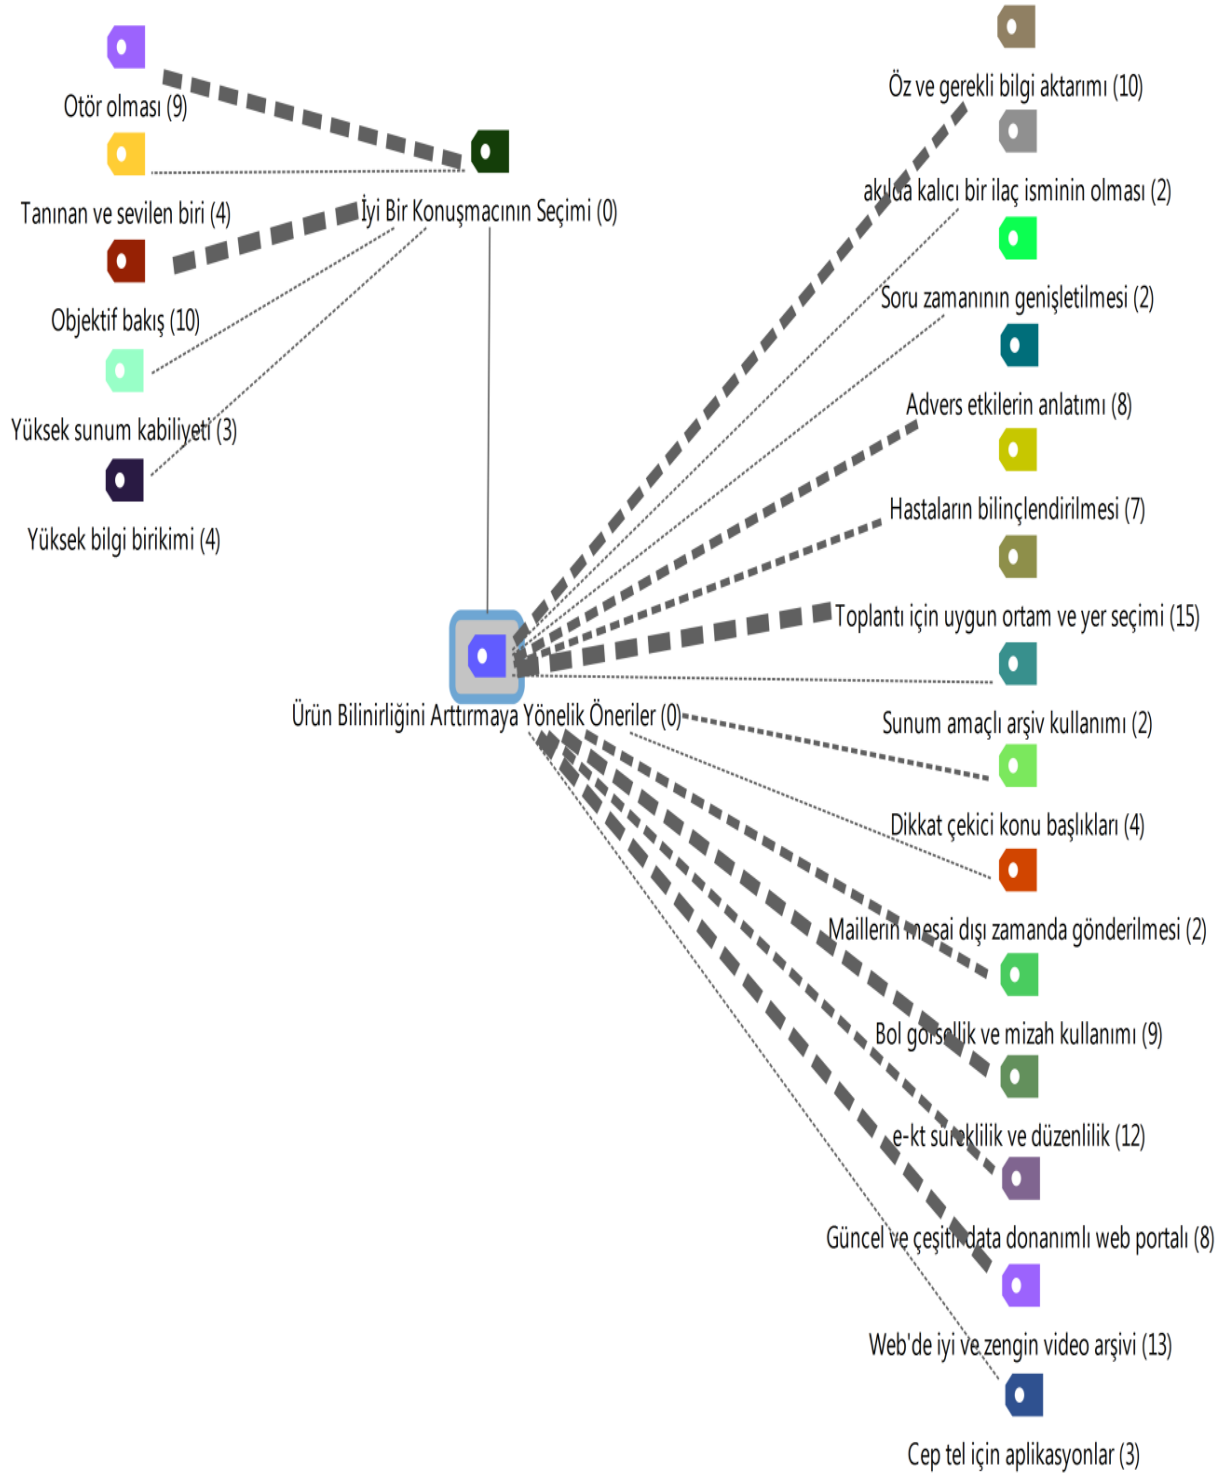 Otör olması (9)
Tanınan ve sevilen biri (4)
Objektif bakış (10)
Yüksek sunum kabiliyeti (3)
Yüksek bilgi birikimi (4)
İyi Bir Konuşmacının Seçimi (0)
Ürün Bilinirliğini Arttırmaya Yönelik Öneriler (0)
Öz ve gerekli bilgi aktarımı (10)
akılda kalıcı bir ilaç isminin olması (2)
Soru zamanının genişletilmesi (2)
Advers etkilerin anlatımı (8)
Hastaların bilinçlendirilmesi (7)
Toplantı için uygun ortam ve yer seçimi (15)
Sunum amaçlı arşiv kullanımı (2)
Dikkat çekici konu başlıkları (4)
Maillerin mesai dışı zamanda gönderilmesi (2)
Bol görsellik ve mizah kullanımı (9)
e-kt süreklilik ve düzenlilik (12)
Güncel ve çeşitli data donanımlı web portalı (8)
Web'de iyi ve zengin video arşivi (13)
Cep tel için aplikasyonlar (3)